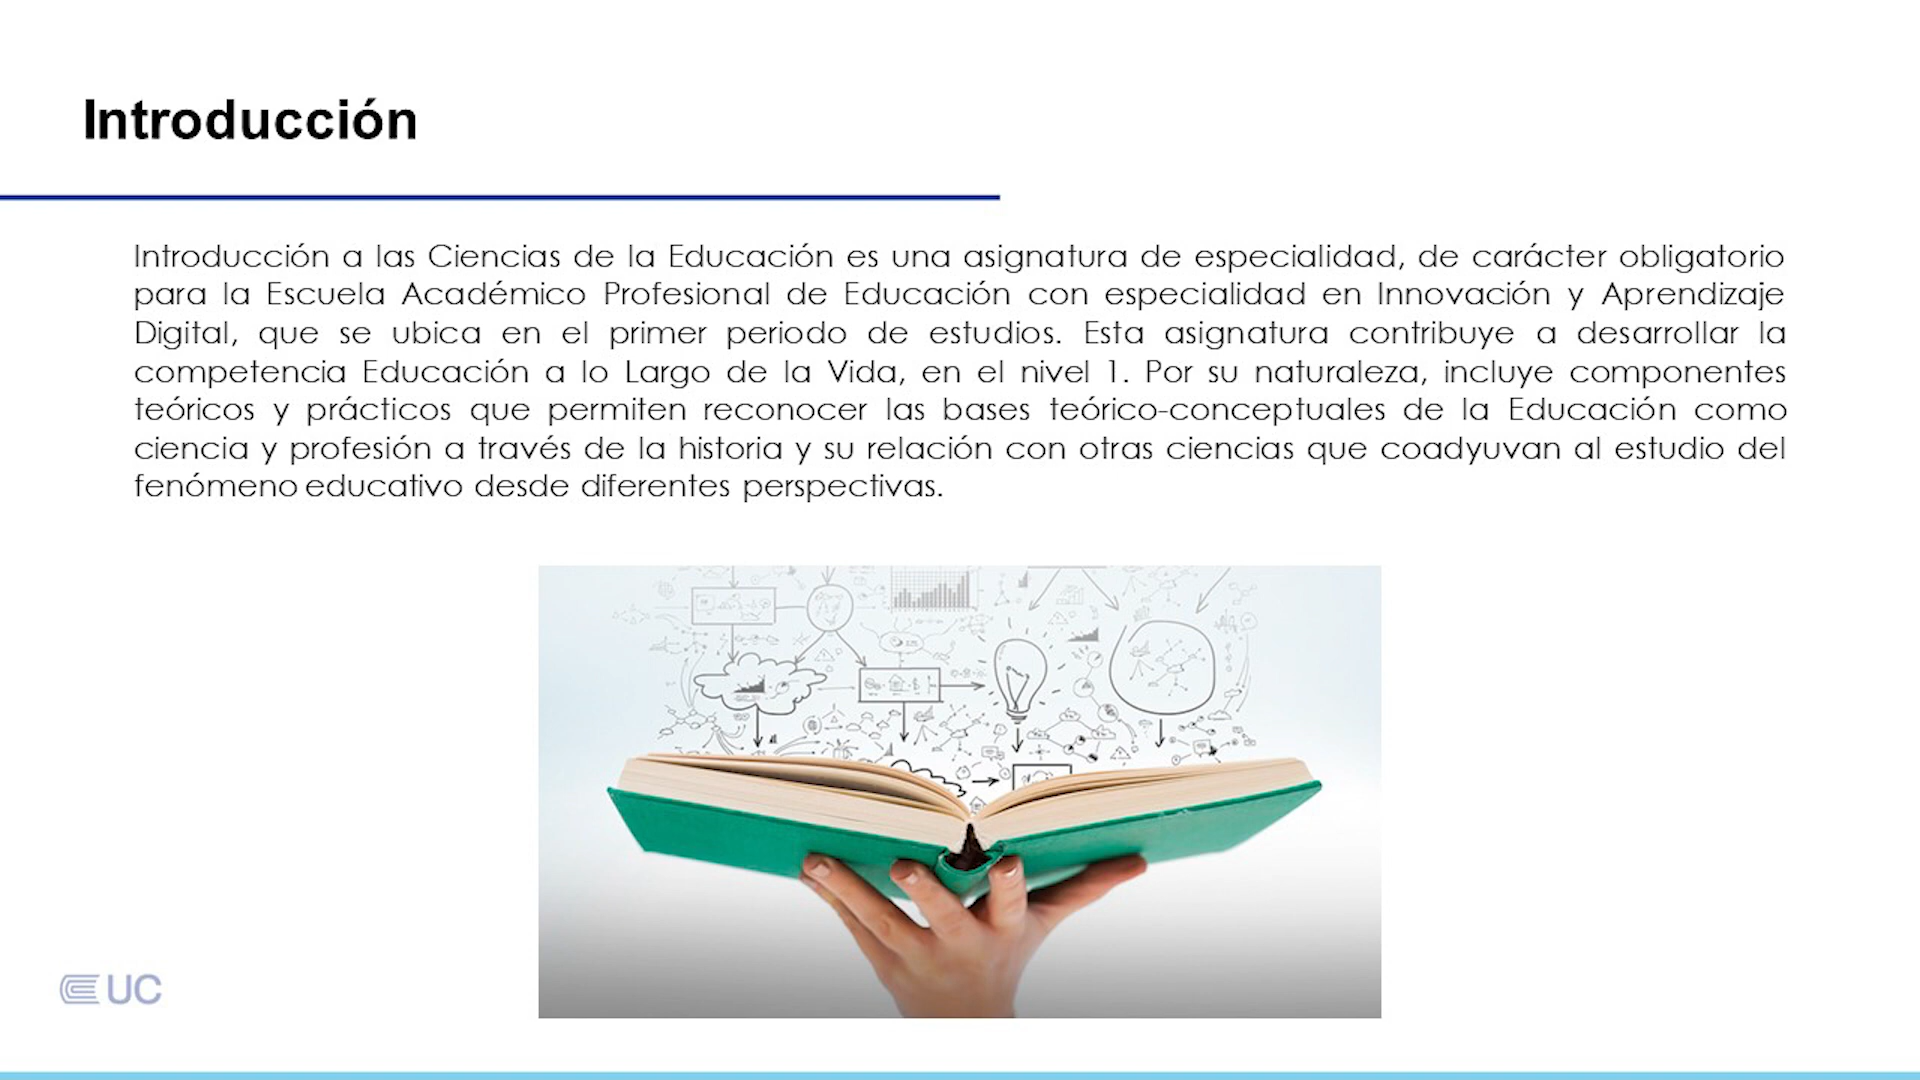 Introducción
Introducción a las Ciencias de la Educación es una asignatura de especialidad, de carácter obligatorio
para la Escuela Académico Profesional de Educación con especialidad en Innovación y Aprendizaje
Digital, que se ubica en el primer periodo de estudios. Esta asignatura contribuye a desarrollar la
competencia Educación a lo Largo de la Vida, en el nivel 1. Por su naturaleza, incluye componentes
teóricos y prácticos que permiten reconocer las bases teórico-conceptuales de la Educación como
ciencia y profesión a través de la historia y su relación con otras ciencias que coadyuvan al estudio del
fenómeno educativo desde diferentes perspectivas.
UC